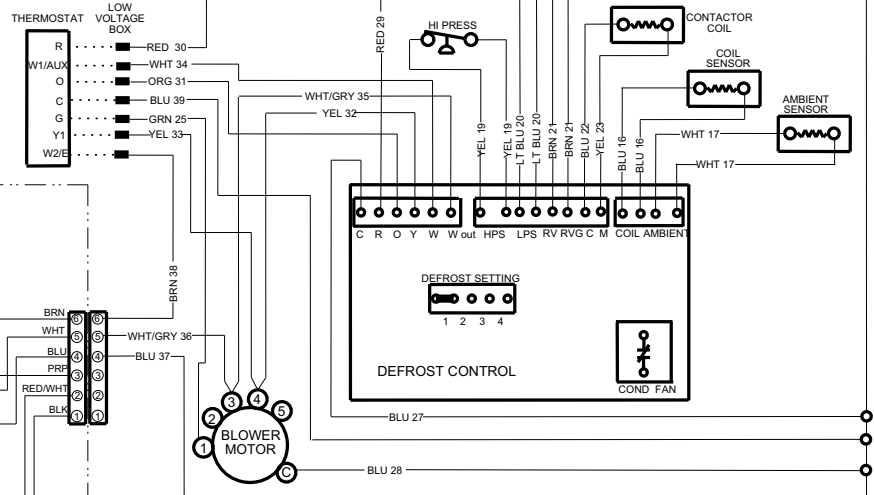 LOW
THERMOSTAT VOLTAGE
BOX
R RED 30
W1/AUX WHT 34
O ORG 31
C BLU 39
G GRN 25
Y1 YEL 33
W2/E
WHT/GRY 35
YEL 32
RED 29
HI PRESS
YEL 19 YEL 19 LT BLU 20 LT BLU 20 BRN 21 BRN 21 BLU 22 YEL 23 BLU 16 BLU 16
CONTACTOR
COIL
COIL
SENSOR
AMBIENT
SENSOR
WHT 17
WHT 17
C R O Y W W out HPS LPS RV RVG C M COIL AMBIENT
DEFROST SETTING
1 2 3 4
DEFROST CONTROL
COND FAN
BRN 38
BRN 6 6
WHT 5 5 WHT/GRY 36
BLU 4 4 BLU 37
PRP 3 3
RED/WHT 2 2
BLK 1 1
1 2 3 4 5 C
BLOWER
MOTOR
BLU 27
BLU 28